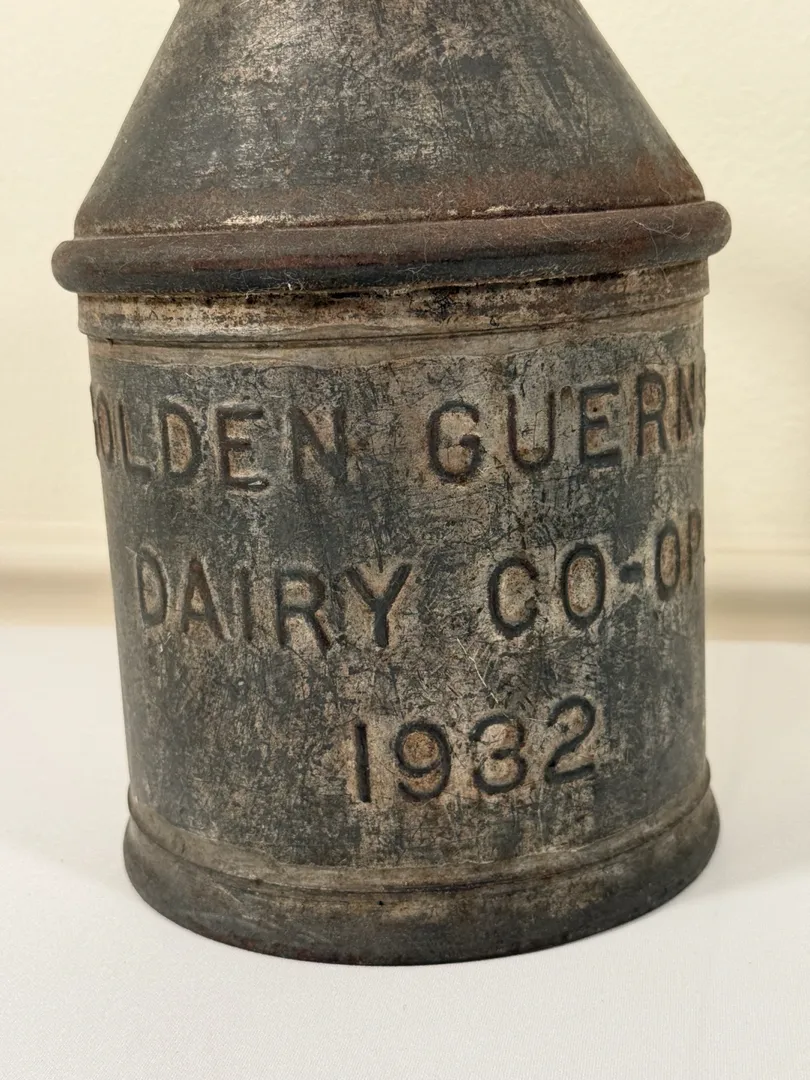 GOLDEN GUERNS
DAIRY CO-OP
1932